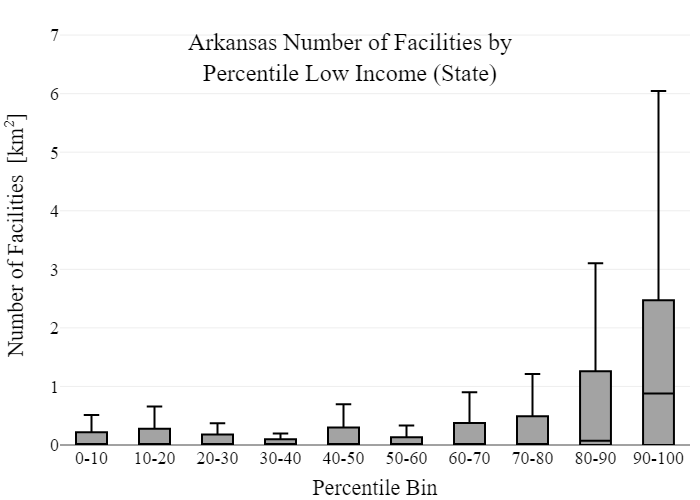 Arkansas Number of Facilities by
Percentile Low Income (State)
Number of Facilities [km²]
7
6
5
4
3
2
1
0
0-10 10-20 20-30 30-40 40-50 50-60 60-70 70-80 80-90 90-100
Percentile Bin